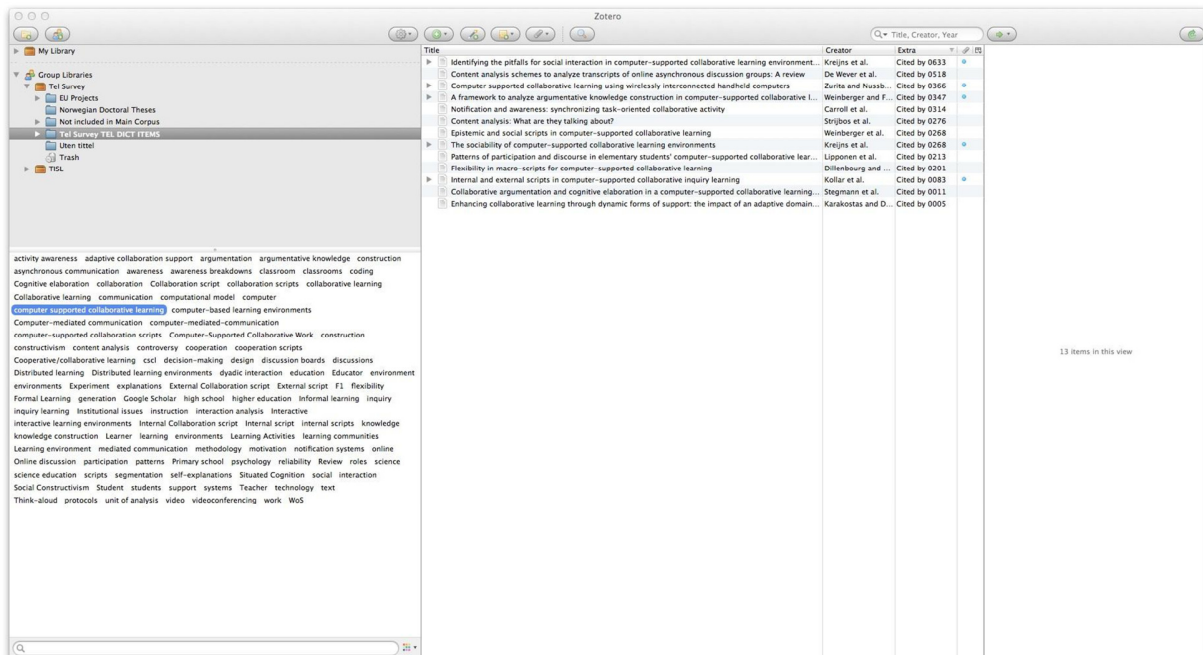 Zotero
Title, Creator, Year
My Library
Group Libraries
Tel Survey
EU Projects
Norwegian Doctoral Theses
Not included in Main Corpus
Tel Survey TEL DICT ITEMS
Uten tittel
Trash
TISL
activity awareness adaptive collaboration support argumentation argumentative knowledge construction
asynchronous communication awareness awareness breakdowns classroom classrooms coding
Cognitive elaboration collaboration Collaboration script collaboration scripts collaborative learning
Collaborative learning communication computational model computer
computer supported collaborative learning computer-based learning environments
Computer-mediated communication computer-mediated-communication
computer-supported collaboration scripts Computer-Supported Collaborative Work construction
constructivism content analysis controversy cooperation cooperation scripts
Cooperative/collaborative learning cscl decision-making design discussion boards discussions
Distributed learning Distributed learning environments dyadic interaction education Educator environment
environments Experiment explanations External Collaboration script External script F1 flexibility
Formal Learning generation Google Scholar high school higher education Informal learning inquiry
inquiry learning Institutional issues instruction interaction analysis Interactive
interactive learning environments Internal Collaboration script Internal script internal scripts knowledge
knowledge construction Learner learning environments Learning Activities learning communities
Learning environment mediated communication methodology motivation notification systems online
Online discussion participation patterns Primary school psychology reliability Review roles science
science education scripts segmentation self-explanations Situated Cognition social interaction
Social Constructivism Student students support systems Teacher technology text
Think-aloud protocols unit of analysis video videoconferencing work WoS
Title Creator Extra
Identifying the pitfalls for social interaction in computer-supported collaborative learning environment... Kreijns et al. Cited by 0633
Content analysis schemes to analyze transcripts of online asynchronous discussion groups: A review De Wever et al. Cited by 0518
Computer supported collaborative learning using wirelessly interconnected handheld computers Zurita and Nussb... Cited by 0366
A framework to analyze argumentative knowledge construction in computer-supported collaborative l... Weinberger and F... Cited by 0347
Notification and awareness: synchronizing task-oriented collaborative activity Carroll et al. Cited by 0314
Content analysis: What are they talking about? Strijbos et al. Cited by 0276
Epistemic and social scripts in computer-supported collaborative learning Weinberger et al. Cited by 0268
The sociability of computer-supported collaborative learning environments Kreijns et al. Cited by 0268
Patterns of participation and discourse in elementary students' computer-supported collaborative lear... Lipponen et al. Cited by 0213
Flexibility in macro-scripts for computer-supported collaborative learning Dillenbourg and ... Cited by 0201
Internal and external scripts in computer-supported collaborative inquiry learning Kollar et al. Cited by 0083
Collaborative argumentation and cognitive elaboration in a computer-supported collaborative learning... Stegmann et al. Cited by 0011
Enhancing collaborative learning through dynamic forms of support: the impact of an adaptive domain... Karakostas and D... Cited by 0005
13 items in this view